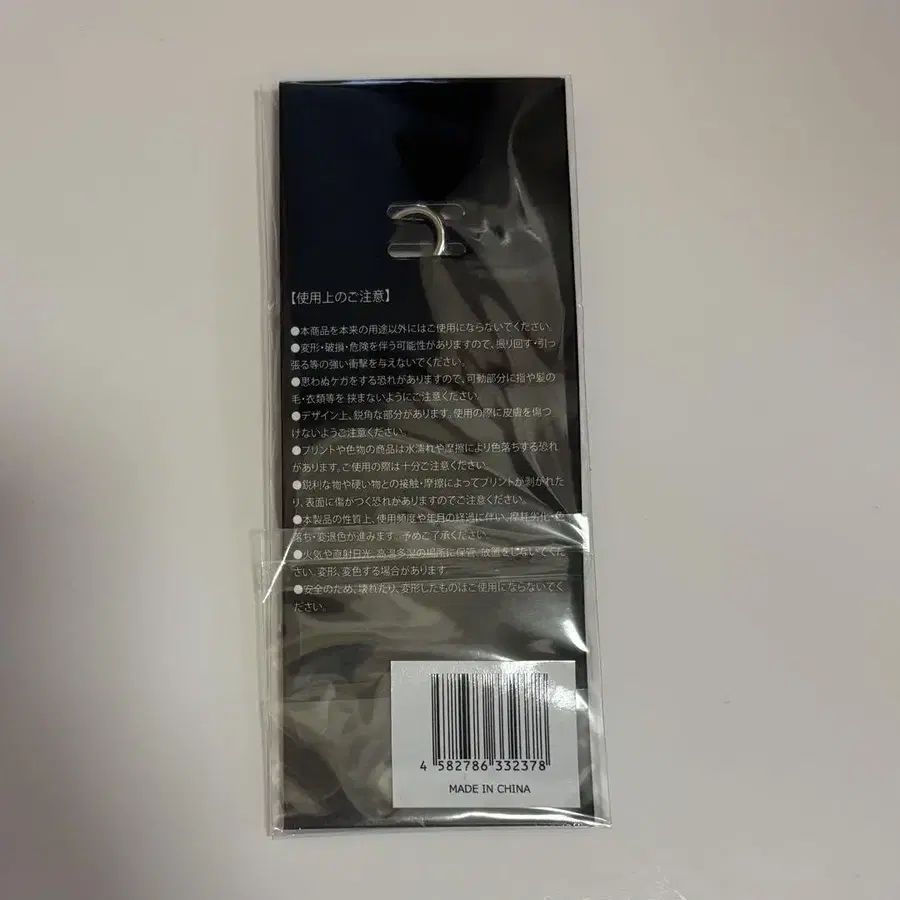 【使用上のご注意】
●本商品を本来の用途以外にはご使用にならないでください。
●変形・破損・危険を伴う可能性がありますので、振り回す・引っ
張る等の強い衝撃を与えないでください。
●思わぬケガをする恐れがありますので、可動部分に指や髪の
毛・衣類等を挟まないようにご注意ください。
●デザイン上、鋭角な部分があります。使用の際に皮膚を傷つ
けないようご注意ください。
●プリントや色物の商品は水濡れや摩擦により色落ちする恐れ
があります。ご使用の際は十分ご注意ください。
●鋭利な物や硬い物との接触・摩擦によってプリントが剥がれた
り、表面に傷がつく恐れがありますのでご注意ください。
●本製品の性質上、使用頻度や年月の経過に伴い、摩耗劣化・色
落ち・変退色が進みます。予めご了承ください。
●火気や直射日光、高温多湿の場所に保管、放置をしないでくだ
さい。変形、変色する場合があります。
●安全のため、壊れたり、変形したものはご使用にならないでく
ださい。
4 582786 332378
MADE IN CHINA